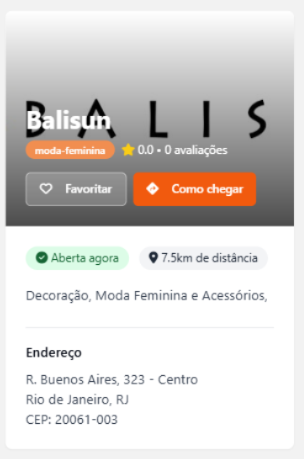 BALIS
Balisun
moda-feminina 0.0 • 0 avaliações
Favoritar Como chegar
Aberta agora 7.5km de distância
Decoração, Moda Feminina e Acessórios,
Endereço
R. Buenos Aires, 323 - Centro
Rio de Janeiro, RJ
CEP: 20061-003